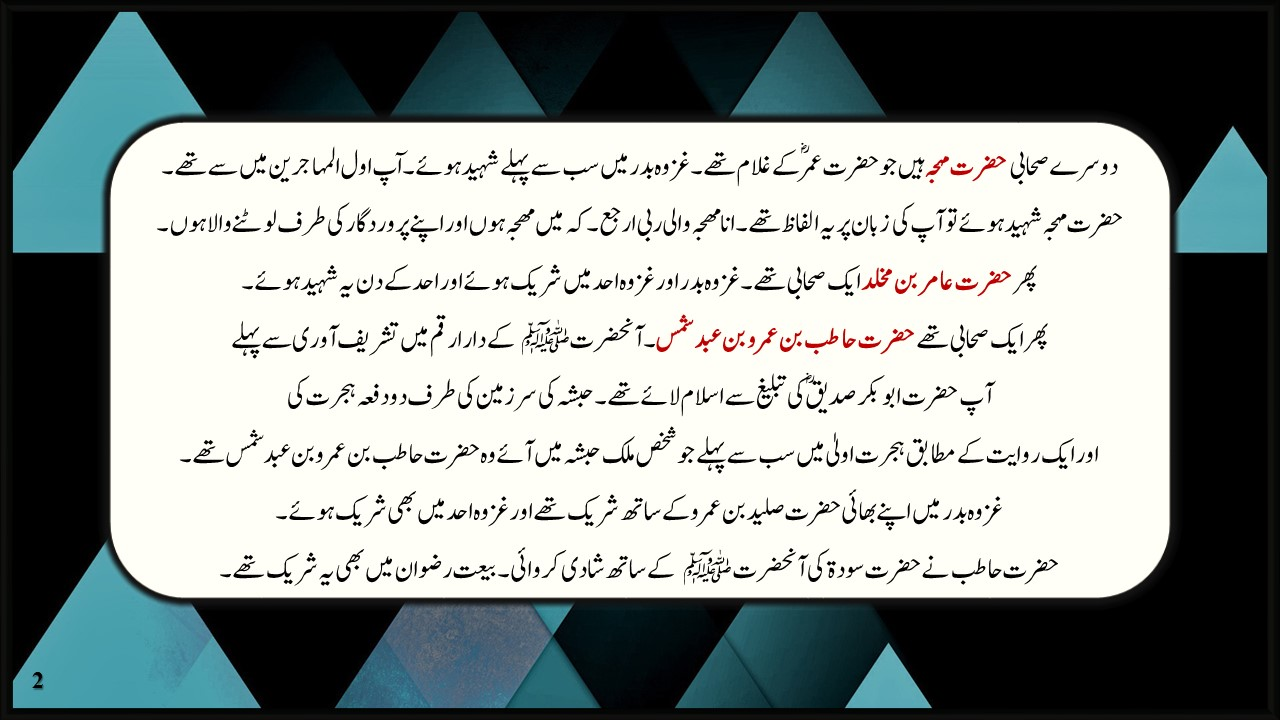 دوسرے صحابی حضرت مہجہ ہیں جو حضرت عمرؓ کے غلام تھے۔ غزوہ بدر میں سب سے پہلے شہید ہوئے۔ آپ اول المہاجرین میں سے تھے۔
حضرت مہجہ شہید ہوئے تو آپ کی زبان پر یہ الفاظ تھے۔ انا مھجہ والی ربی ارجع۔ کہ میں مھجہ ہوں اور اپنے پروردگار کی طرف لوٹنے والا ہوں۔
پھر حضرت عامر بن مخلد ایک صحابی تھے۔ غزوہ بدر اور غزوہ احد میں شریک ہوئے اور احد کے دن یہ شہید ہوئے۔
پھر ایک صحابی تھے حضرت حاطب بن عمرو بن عبد شمس۔ آنحضرت ﷺ کے دار ارقم میں تشریف آوری سے پہلے
آپ حضرت ابو بکر صدیقؓ کی تبلیغ سے اسلام لائے تھے۔ حبشہ کی سرزمین کی طرف دو دفعہ ہجرت کی
اور ایک روایت کے مطابق ہجرت اولیٰ میں سب سے پہلے جو شخص ملک حبشہ میں آئے وہ حضرت حاطب بن عمرو بن عبد شمس تھے۔
غزوہ بدر میں اپنے بھائی حضرت صلید بن عمرو کے ساتھ شریک تھے اور غزوہ احد میں بھی شریک ہوئے۔
حضرت حاطب نے حضرت سودۃ کی آنحضرت ﷺ کے ساتھ شادی کروائی۔ بیعت رضوان میں بھی یہ شریک تھے۔
2